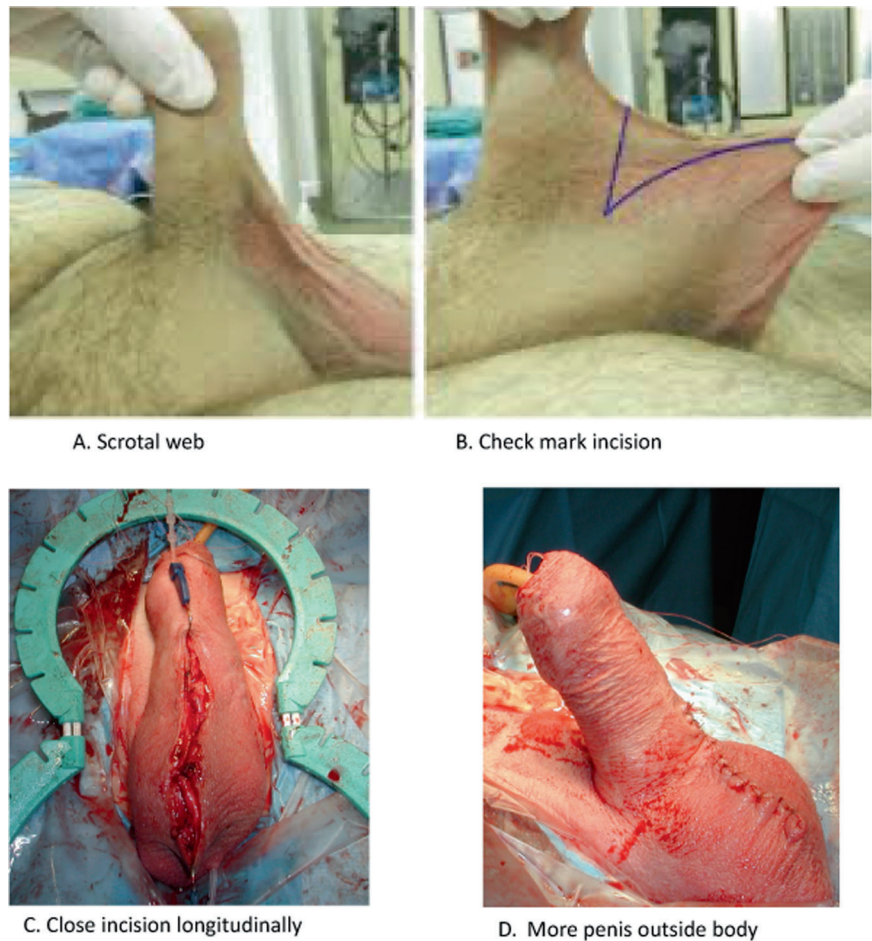 A. Scrotal web
B. Check mark incision
C. Close incision longitudinally
D. More penis outside body